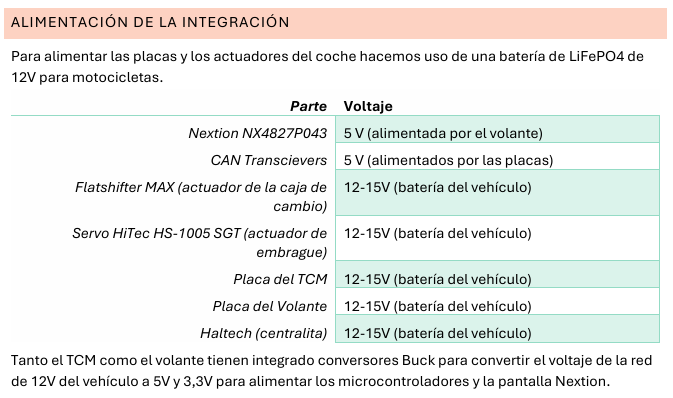 ALIMENTACIÓN DE LA INTEGRACIÓN
Para alimentar las placas y los actuadores del coche hacemos uso de una batería de LiFePO4 de
12V para motocicletas.
Parte Voltaje
Nextion NX4827P043 5 V (alimentada por el volante)
CAN Transcievers 5 V (alimentados por las placas)
Flatshifter MAX (actuador de la caja de 12-15V (batería del vehículo)
cambio)
Servo HiTec HS-1005 SGT (actuador de 12-15V (batería del vehículo)
embrague)
Placa del TCM 12-15V (batería del vehículo)
Placa del Volante 12-15V (batería del vehículo)
Haltech (centralita) 12-15V (batería del vehículo)
Tanto el TCM como el volante tienen integrado conversores Buck para convertir el voltaje de la red
de 12V del vehículo a 5V y 3,3V para alimentar los microcontroladores y la pantalla Nextion.